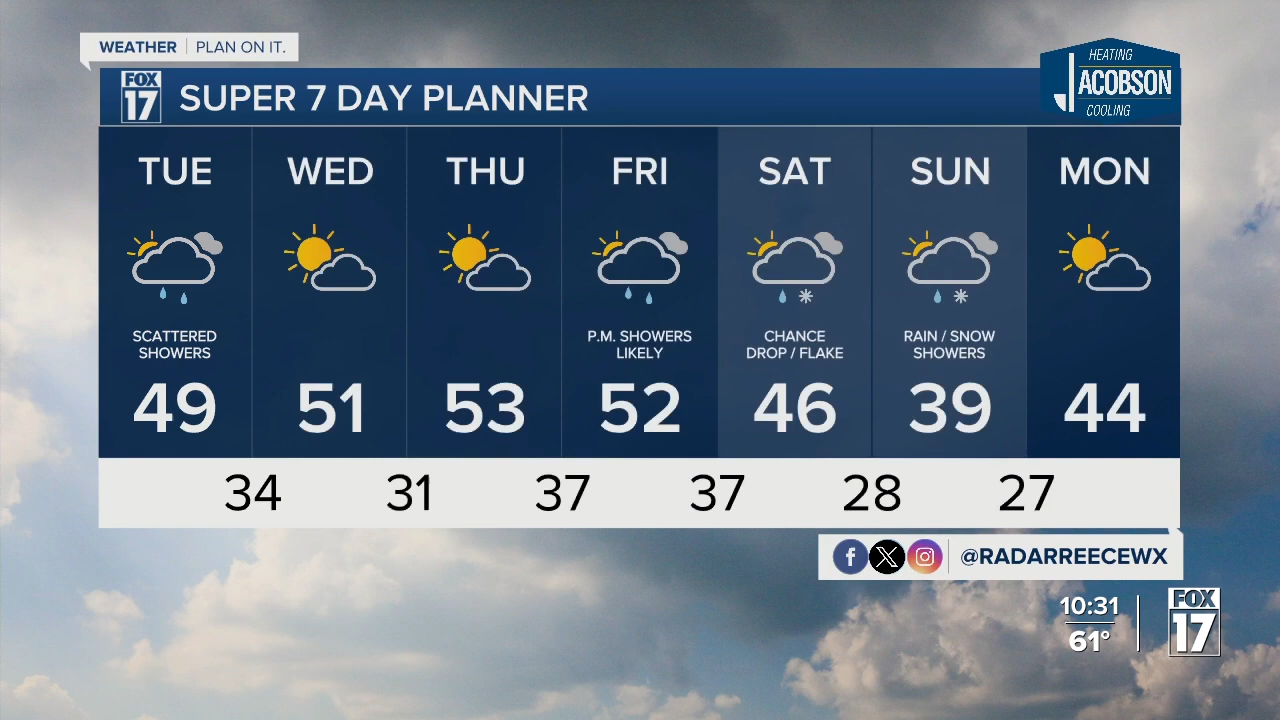 WEATHER | PLAN ON IT.
FOX 17
SUPER 7 DAY PLANNER
HEATING
JACOBSON
COOLING
TUE WED THU FRI SAT SUN MON
SCATTERED SHOWERS
P.M. SHOWERS LIKELY
CHANCE DROP / FLAKE
RAIN / SNOW SHOWERS
49 51 53 52 46 39 44
34 31 37 37 28 27
@RADARREECEWX
10:31
61°
FOX
17